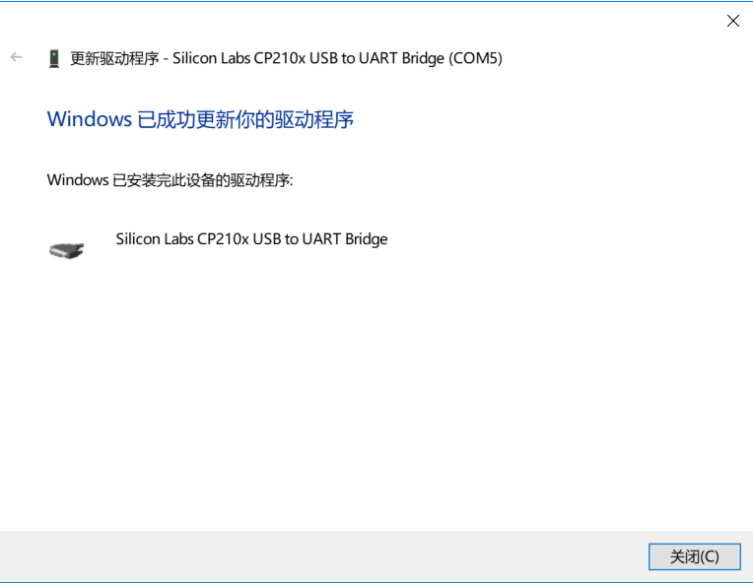 更新驱动程序 - Silicon Labs CP210x USB to UART Bridge (COM5)
Windows 已成功更新你的驱动程序
Windows 已安装完此设备的驱动程序:
Silicon Labs CP210x USB to UART Bridge
关闭(C)